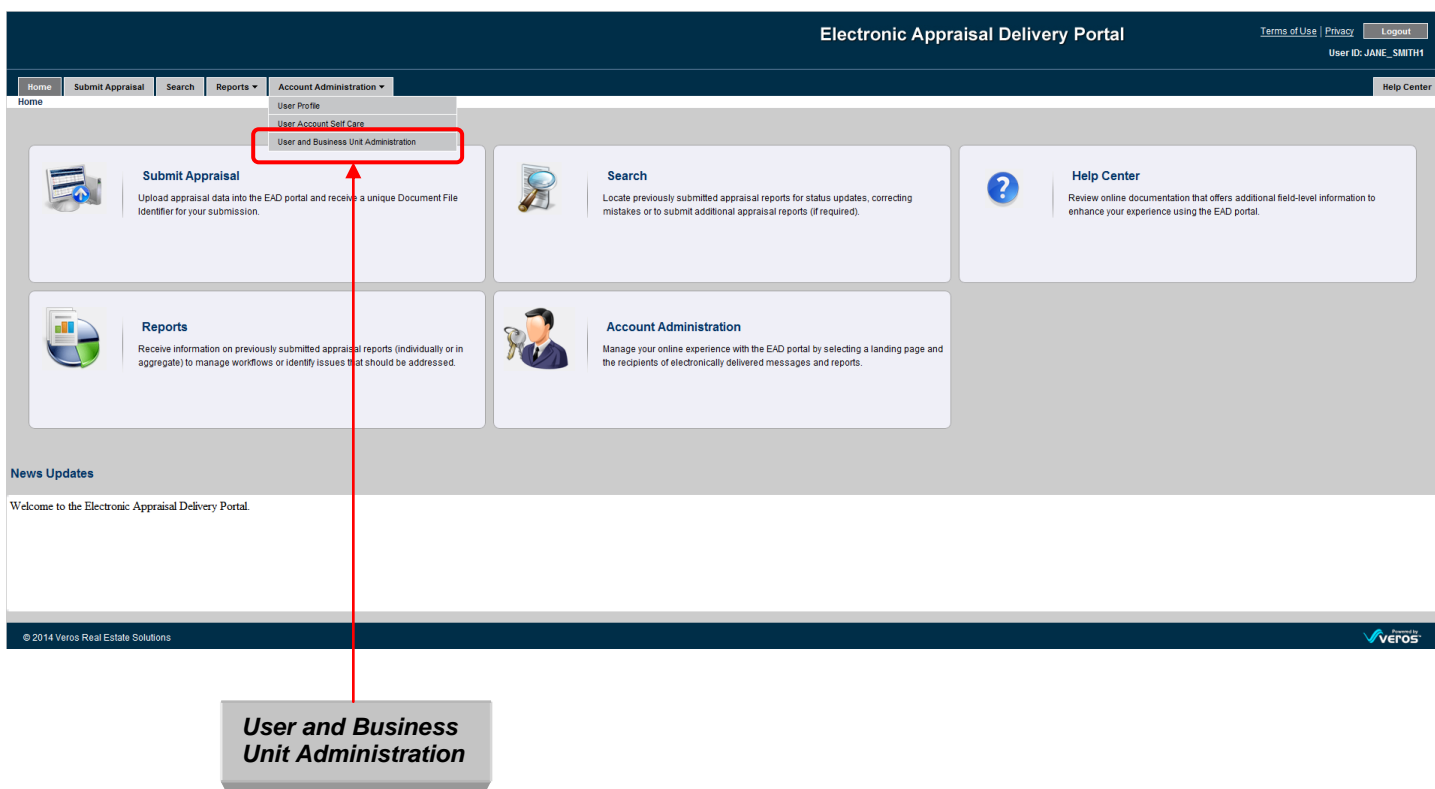 Electronic Appraisal Delivery Portal
Terms of Use | Privacy Logout
User ID: JANE_SMITH1
Home Submit Appraisal Search Reports Account Administration Help Center
Home
User Profile
User Account Self Care
User and Business Unit Administration
Submit Appraisal
Upload appraisal data into the EAD portal and receive a unique Document File
Identifier for your submission.
Search
Locate previously submitted appraisal reports for status updates, correcting
mistakes or to submit additional appraisal reports (if required).
Help Center
Review online documentation that offers additional field-level information to
enhance your experience using the EAD portal.
Reports
Receive information on previously submitted appraisal reports (individually or in
aggregate) to manage workflows or identify issues that should be addressed.
Account Administration
Manage your online experience with the EAD portal by selecting a landing page and
the recipients of electronically delivered messages and reports.
News Updates
Welcome to the Electronic Appraisal Delivery Portal.
© 2014 Veros Real Estate Solutions
Powered by
veros
User and Business
Unit Administration